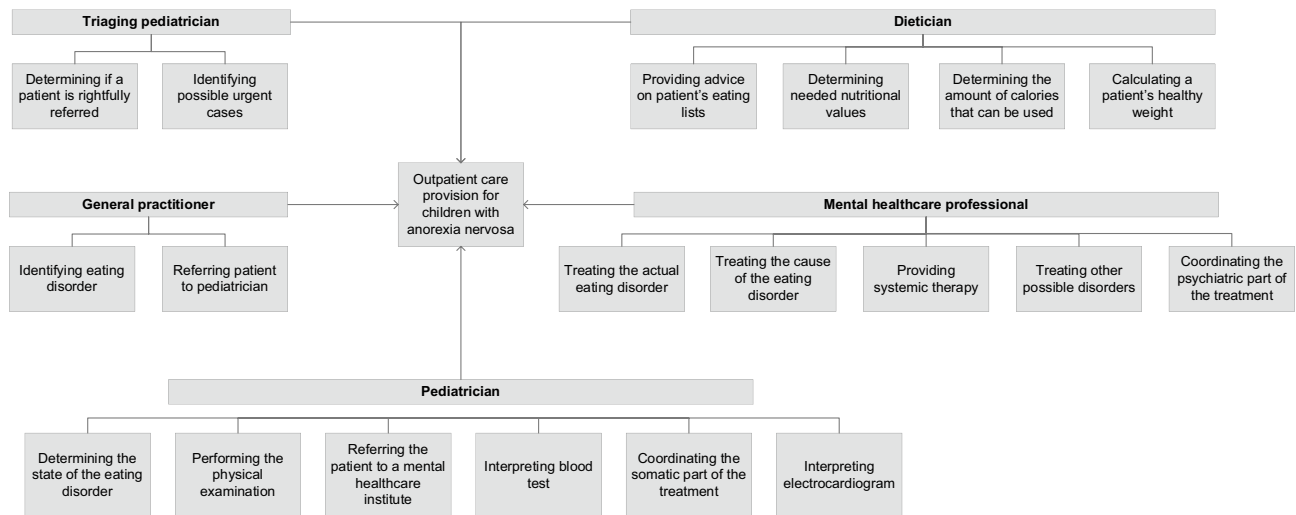 Triaging pediatrician
Dietician
Determining if a
patient is rightfully
referred
Identifying
possible urgent
cases
Providing advice
on patient’s eating
lists
Determining
needed nutritional
values
Determining the
amount of calories
that can be used
Calculating a
patient’s healthy
weight
Outpatient care
provision for
children with
anorexia nervosa
General practitioner
Mental healthcare professional
Identifying eating
disorder
Referring patient
to pediatrician
Treating the actual
eating disorder
Treating the cause
of the eating
disorder
Providing
systemic therapy
Treating other
possible disorders
Coordinating the
psychiatric part of
the treatment
Pediatrician
Determining the
state of the eating
disorder
Performing the
physical
examination
Referring the
patient to a mental
healthcare
institute
Interpreting blood
test
Coordinating the
somatic part of the
treatment
Interpreting
electrocardiogram